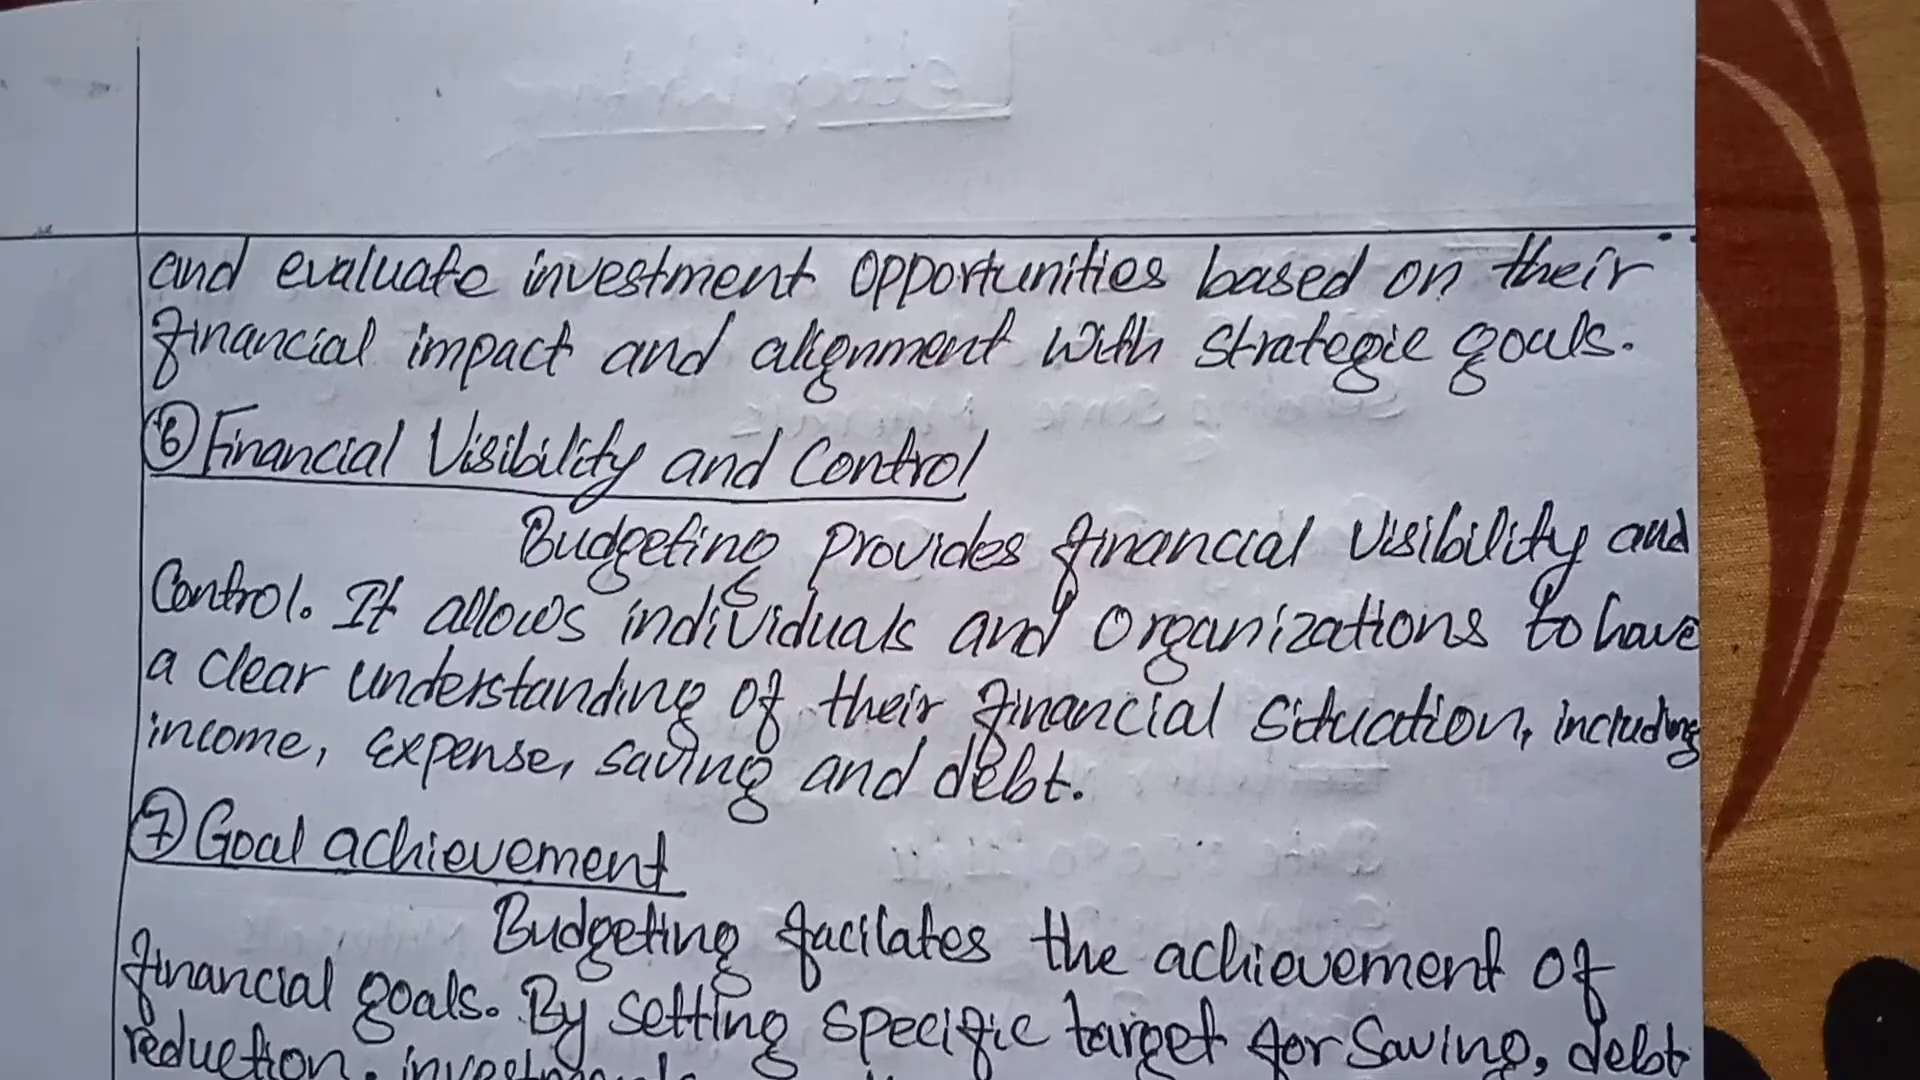 and evaluate investment opportunities based on their
financial impact and alignment with strategic goals.
⑥ Financial Visibility and Control
Budgeting provides financial visibility and
Control. It allows individuals and organizations to have
a clear understanding of their financial situation, including
income, expense, saving and debt.
⑦ Goal achievement
Budgeting facilates the achievement of
financial goals. By setting specific target for saving, debt
reduction,